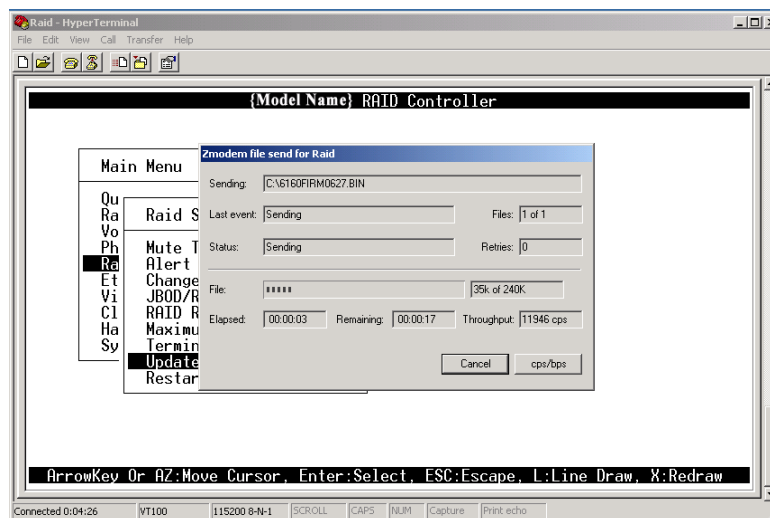 Raid - HyperTerminal
File Edit View Call Transfer Help
{Model Name} RAID Controller
Main Menu
Qu
Ra
Vo
Ph
Ra
Et
Vi
Cl
Ha
Sy
Raid S
Mute T
Alert
Change
JBOD/R
RAID R
Maximu
Termin
Update
Restar
Zmodem file send for Raid
Sending: C:\6160FIRM0627.BIN
Last event: Sending Files: 1 of 1
Status: Sending Retries: 0
File: 35k of 240K
Elapsed: 00:00:03 Remaining: 00:00:17 Throughput: 11946 cps
Cancel cps/bps
ArrowKey Or AZ:Move Cursor, Enter:Select, ESC:Escape, L:Line Draw, X:Redraw
Connected 0:04:26 VT100 115200 8-N-1 SCROLL CAPS NUM Capture Print echo